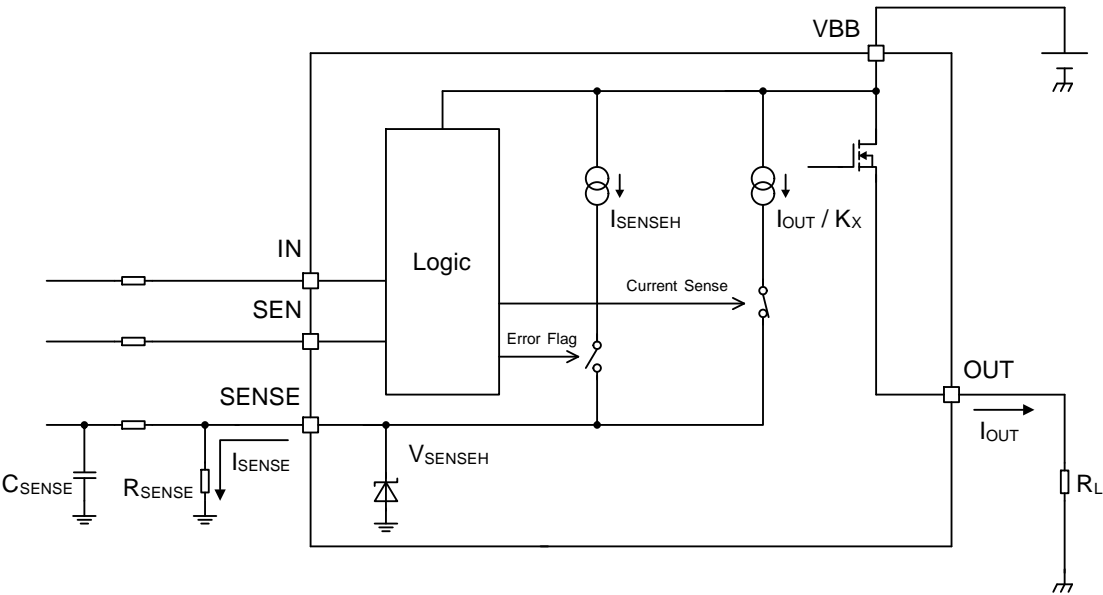 VBB
ISENSEH
IOUT / KX
IN
Logic
Current Sense
SEN
Error Flag
OUT
SENSE
IOUT
VSENSEH
ISENSE
CSENSE
RSENSE
RL